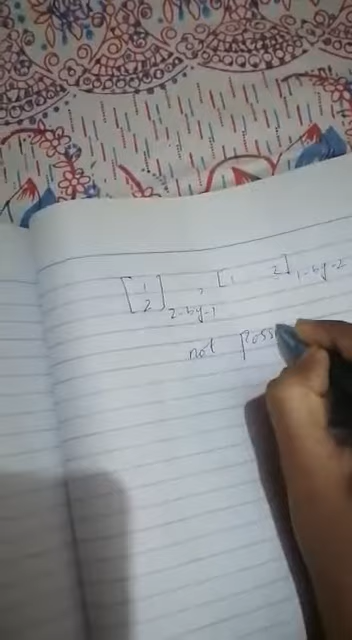 [1 2] 2-by-1 , [1 2] 1-by-2
not poss